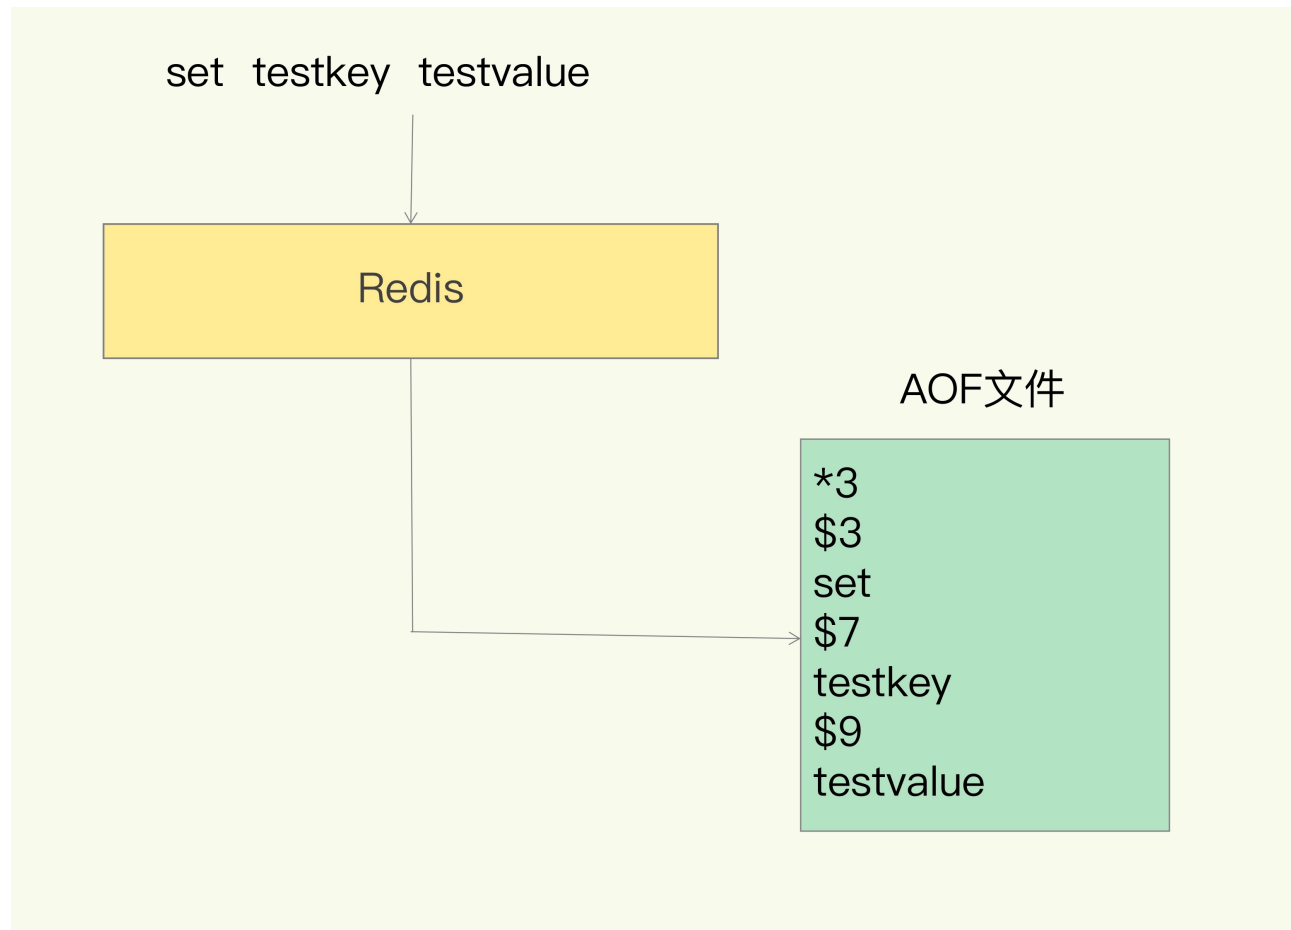 set testkey testvalue
Redis
AOF文件
*3
$3
set
$7
testkey
$9
testvalue